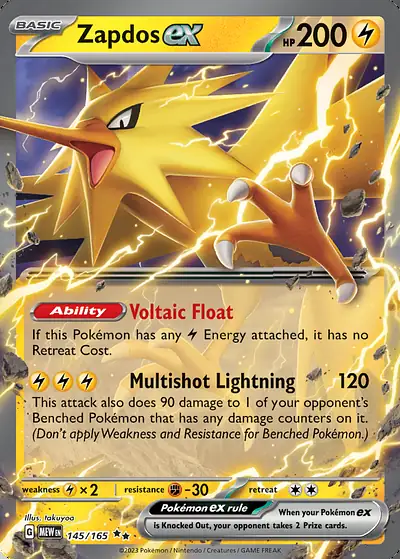 BASIC Zapdos ex HP 200
Ability Voltaic Float
If this Pokémon has any Energy attached, it has no
Retreat Cost.
Multishot Lightning 120
This attack also does 90 damage to 1 of your opponent's
Benched Pokémon that has any damage counters on it.
(Don't apply Weakness and Resistance for Benched Pokémon.)
weakness ×2 resistance -30 retreat
Illus. takuyoa
G MEW EN 145/165
Pokémon ex rule When your Pokémon ex
is Knocked Out, your opponent takes 2 Prize cards.
©2023 Pokémon / Nintendo / Creatures / GAME FREAK